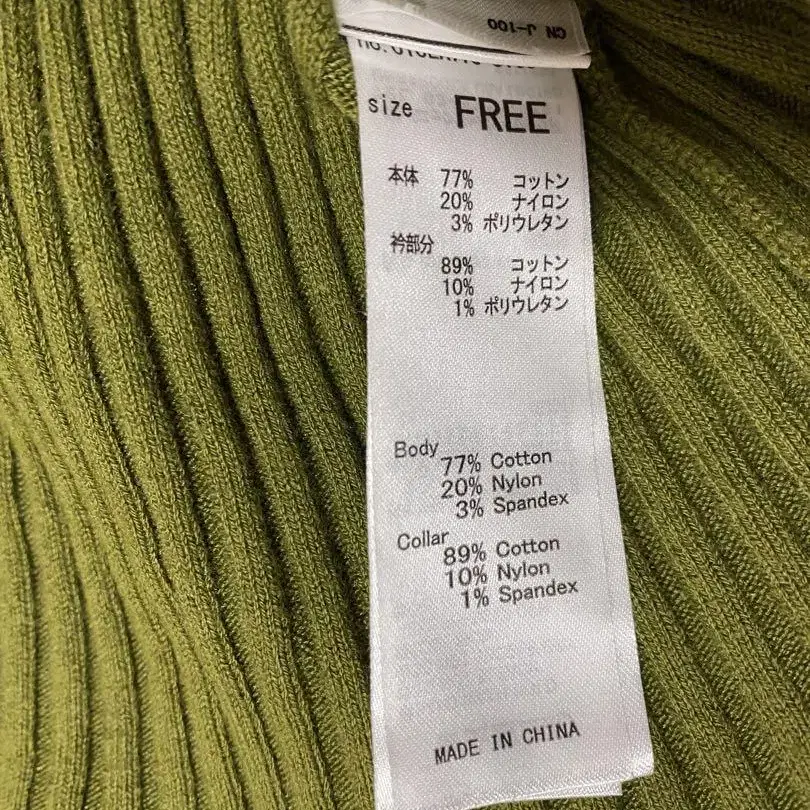 CN J-100
size FREE
本体 77% コットン
20% ナイロン
3% ポリウレタン
衿部分
89% コットン
10% ナイロン
1% ポリウレタン
Body
77% Cotton
20% Nylon
3% Spandex
Collar
89% Cotton
10% Nylon
1% Spandex
MADE IN CHINA